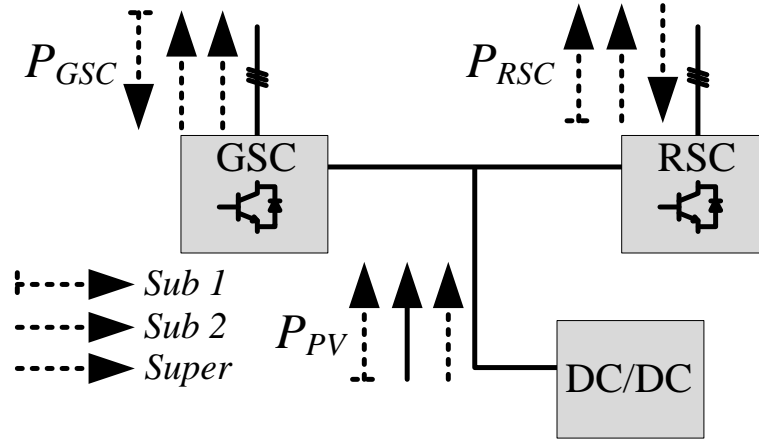 P_GSC
P_RSC
GSC
RSC
Sub 1
Sub 2
Super
P_PV
DC/DC